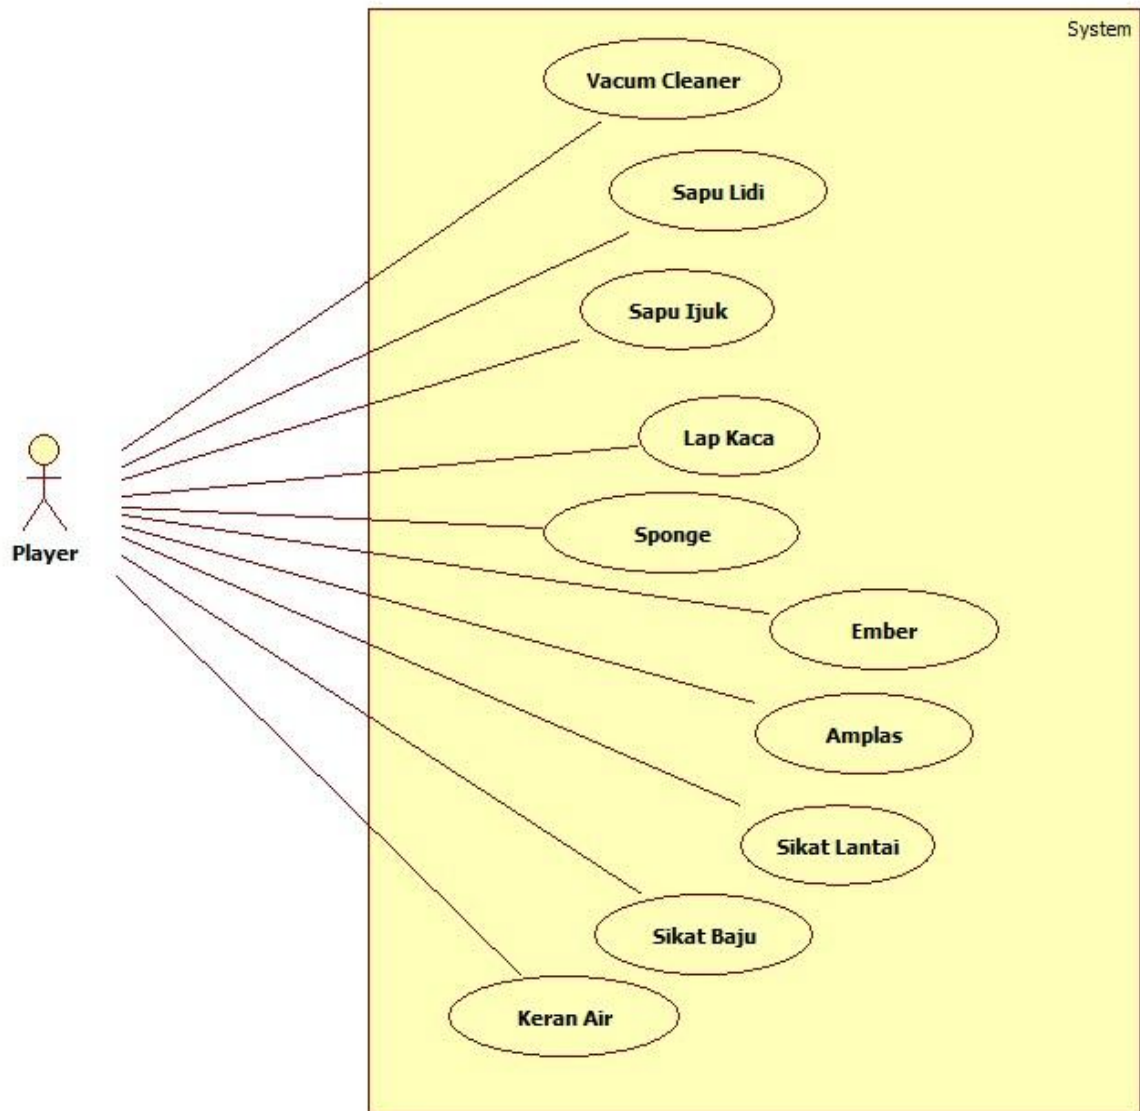 System
Vacum Cleaner
Sapu Lidi
Sapu Ijuk
Lap Kaca
Sponge
Player
Ember
Amplas
Sikat Lantai
Sikat Baju
Keran Air